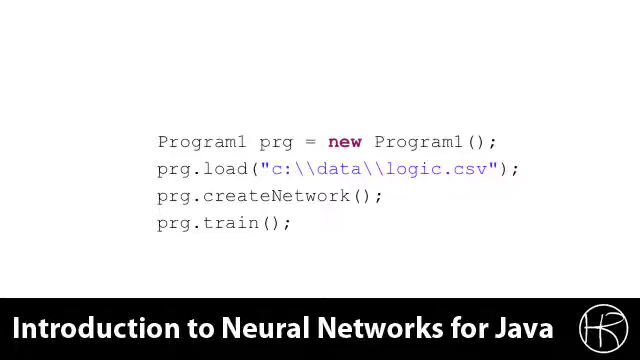 Program1 prg = new Program1();
prg.load("c:\\data\\logic.csv");
prg.createNetwork();
prg.train();
Introduction to Neural Networks for Java